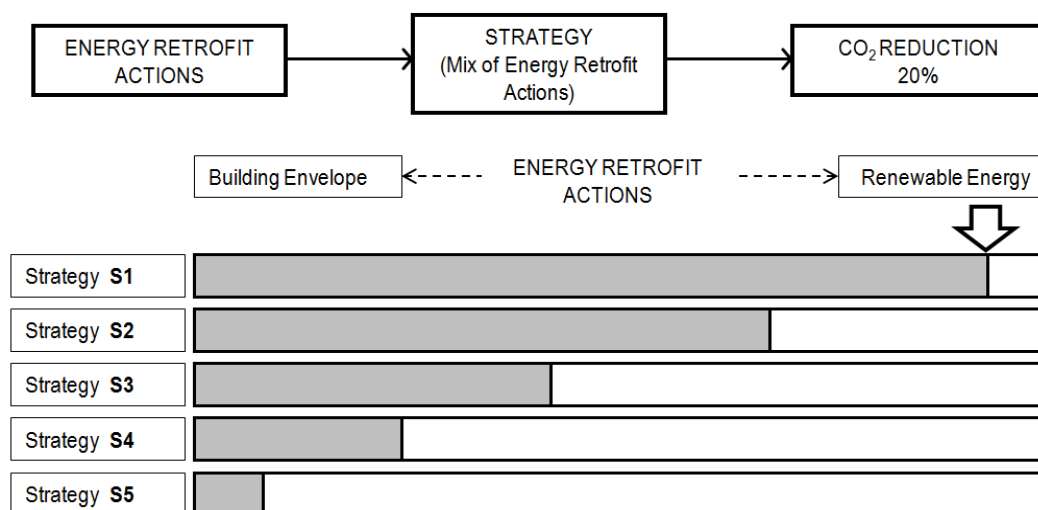 ENERGY RETROFIT
ACTIONS
STRATEGY
(Mix of Energy Retrofit
Actions)
CO₂ REDUCTION
20%
Building Envelope
ENERGY RETROFIT
ACTIONS
Renewable Energy
Strategy S1
Strategy S2
Strategy S3
Strategy S4
Strategy S5